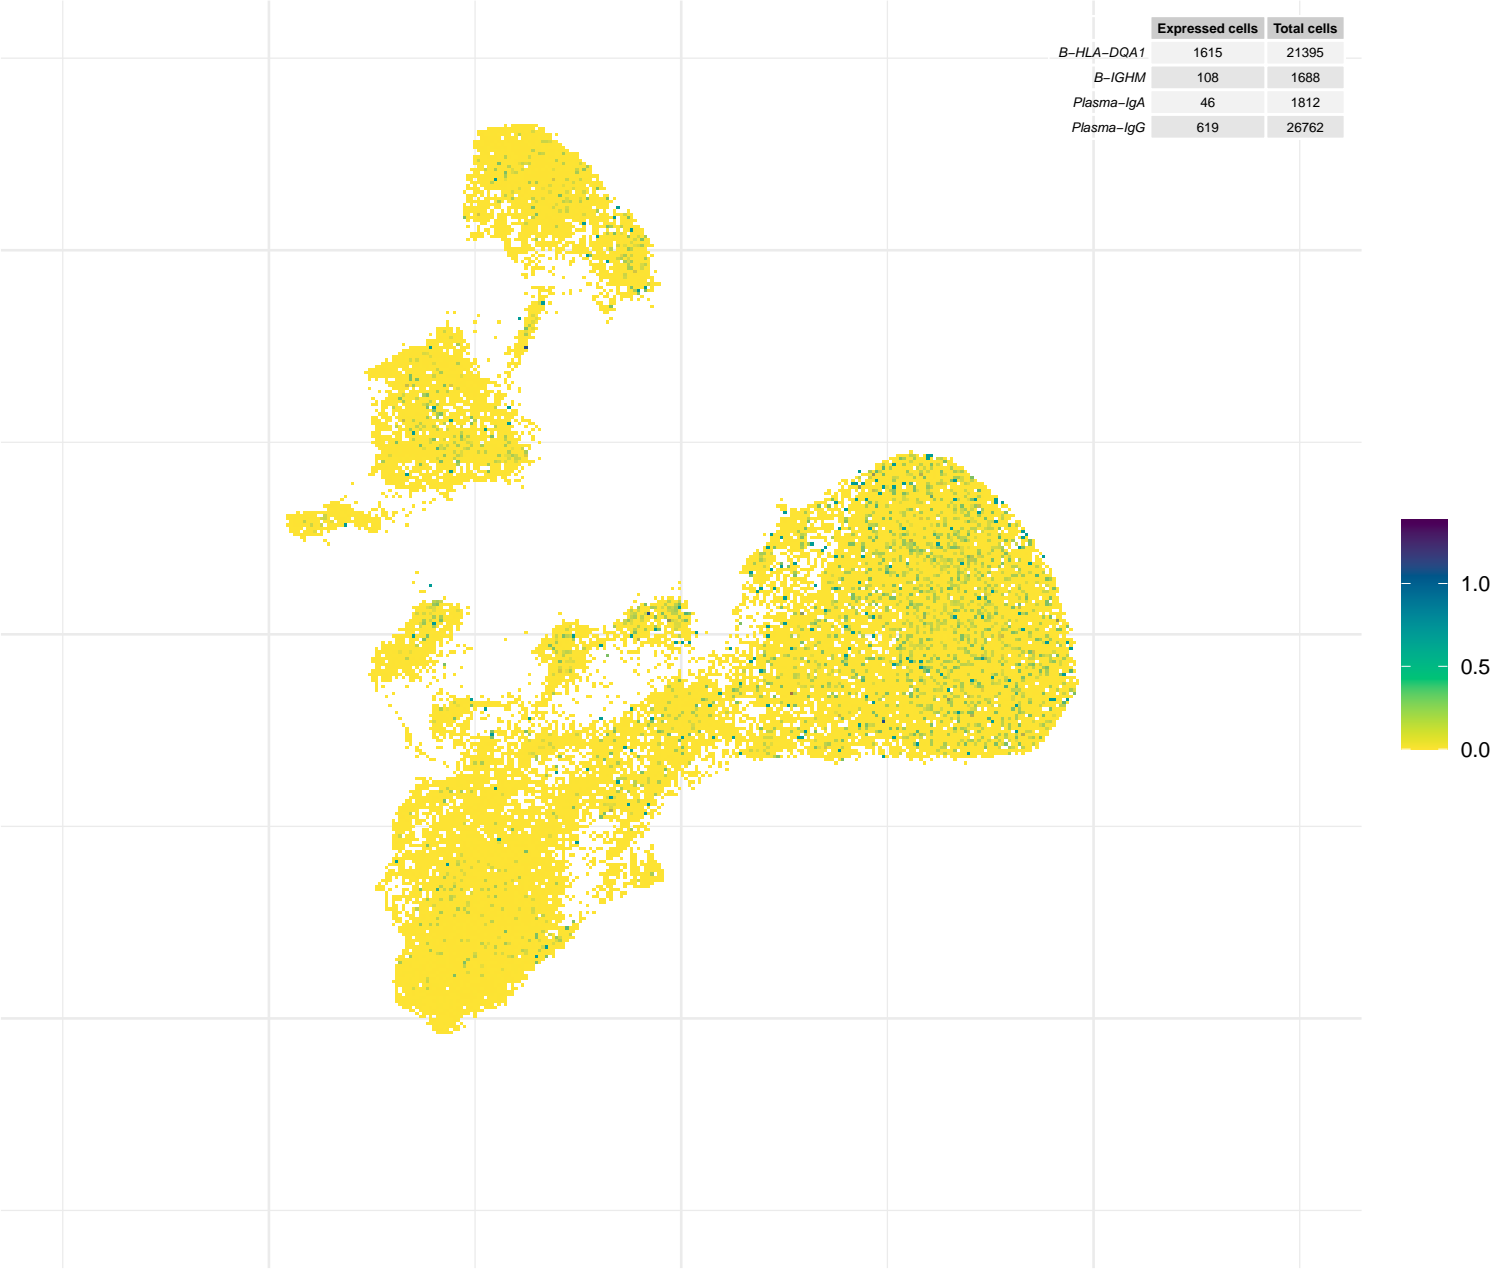 Expressed cells Total cells
B−HLA−DQA1 1615 21395
B−IGHM 108 1688
Plasma−IgA 46 1812
Plasma−IgG 619 26762
1.0
0.5
0.0